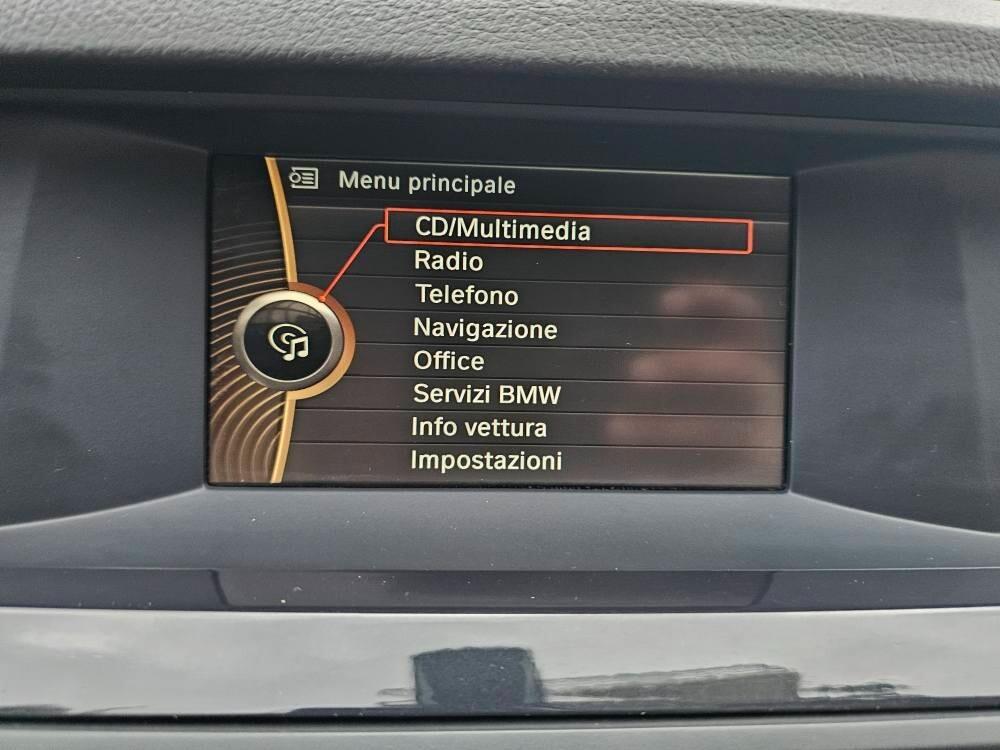 Menu principale
CD/Multimedia
Radio
Telefono
Navigazione
Office
Servizi BMW
Info vettura
Impostazioni